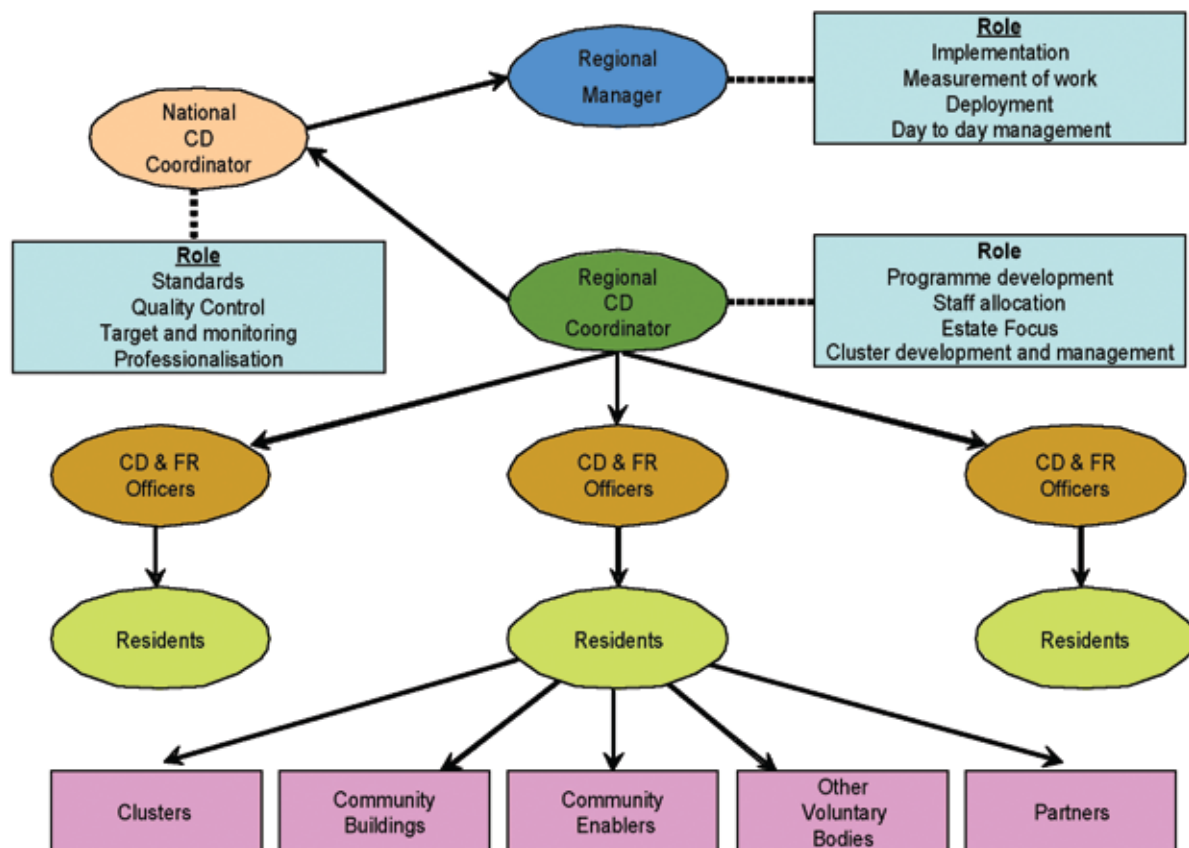 Regional
Manager
Role
Implementation
Measurement of work
Deployment
Day to day management
National
CD
Coordinator
Role
Standards
Quality Control
Target and monitoring
Professionalisation
Regional
CD
Coordinator
Role
Programme development
Staff allocation
Estate Focus
Cluster development and management
CD & FR
Officers
CD & FR
Officers
CD & FR
Officers
Residents
Residents
Residents
Clusters
Community
Buildings
Community
Enablers
Other
Voluntary
Bodies
Partners